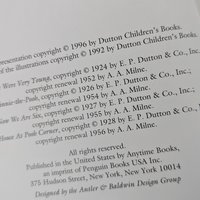 presentation copyright © 1996 by Dutton Children's Books.
of the illustrations copyright © 1992 by Dutton Children's Books.
Were Very Young, copyright © 1924 by E. P. Dutton & Co., Inc.;
copyright renewal 1952 by A. A. Milne.
innie-the-Pooh, copyright © 1926 by E. P. Dutton & Co., Inc.;
copyright renewal 1954 by A. A. Milne.
ow We Are Six, copyright © 1927 by E. P. Dutton & Co., Inc.;
copyright renewal 1955 by A. A. Milne.
House At Pooh Corner, copyright © 1928 by E. P. Dutton & Co., Inc.;
copyright renewal 1956 by A. A. Milne.
All rights reserved.
Published in the United States by Anytime Books,
an imprint of Penguin Books USA Inc.
375 Hudson Street, New York, New York 10014
Designed by the Antler & Baldwin Design Group